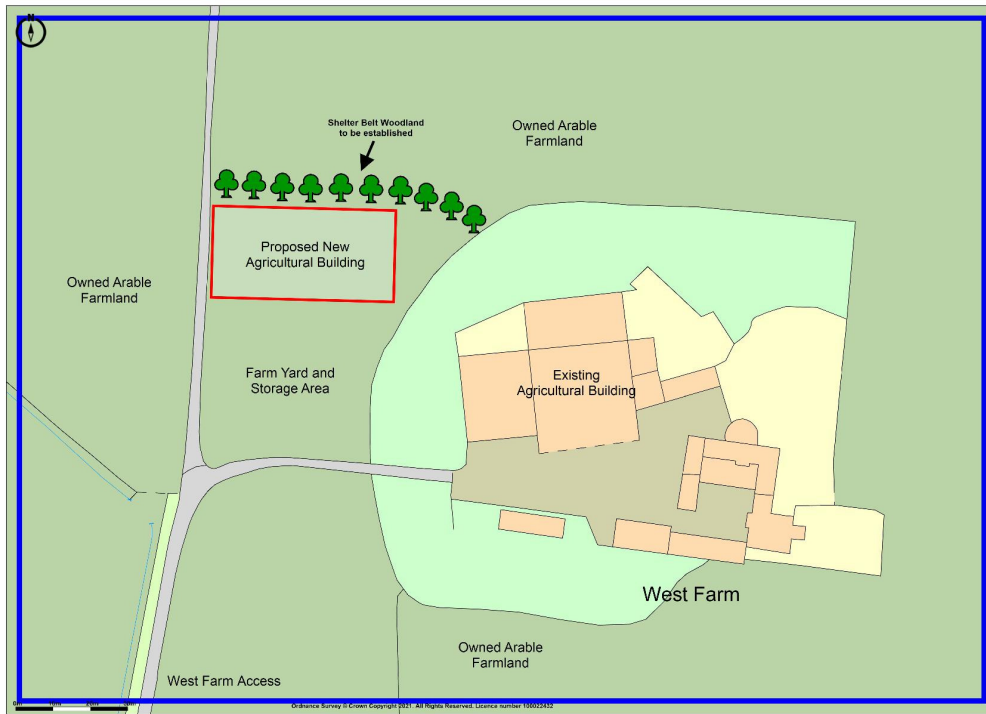 N
Shelter Belt Woodland
to be established
Owned Arable
Farmland
Proposed New
Agricultural Building
Owned Arable
Farmland
Farm Yard and
Storage Area
Existing
Agricultural Building
West Farm
Owned Arable
Farmland
West Farm Access
Ordnance Survey © Crown Copyright 2021. All Rights Reserved. Licence number 100022432